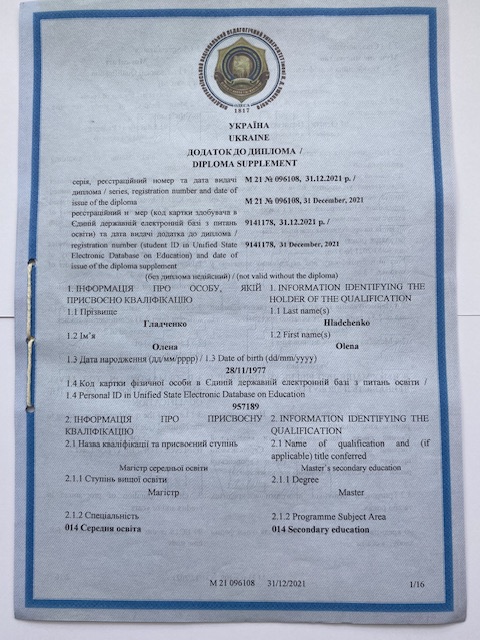 ОДЕСА
1817
УКРАЇНА
UKRAINE
ДОДАТОК ДО ДИПЛОМА /
DIPLOMA SUPPLEMENT
серія, реєстраційний номер та дата видачі
диплома / series, registration number and date of
issue of the diploma
М 21 № 096108, 31.12.2021 р. /
M 21 № 096108, 31 December, 2021
реєстраційний н мер (код картки здобувача в
Єдиній державній електронній базі з питань
освіти) та дата видачі додатка до диплома /
registration number (student ID in Unified State
Electronic Database on Education) and date of
issue of the diploma supplement
9141178, 31.12.2021 р. /
9141178, 31 December, 2021
(без диплома недійсний) / (not valid without the diploma)
1. ІНФОРМАЦІЯ ПРО ОСОБУ, ЯКІЙ
ПРИСВОЄНО КВАЛІФІКАЦІЮ
1. INFORMATION IDENTIFYING THE
HOLDER OF THE QUALIFICATION
1.1 Прізвище
1.1 Last name(s)
Гладченко
Hladchenko
1.2 Ім'я
1.2 First name(s)
Олена
Olena
1.3 Дата народження (дд/мм/рррр) / 1.3 Date of birth (dd/mm/yyyy)
28/11/1977
1.4 Код картки фізичної особи в Єдиній державній електронній базі з питань освіти /
1.4 Personal ID in Unified State Electronic Database on Education
957189
2. ІНФОРМАЦІЯ ПРО ПРИСВОЄНУ
КВАЛІФІКАЦІЮ
2. INFORMATION IDENTIFYING THE
QUALIFICATION
2.1 Назва кваліфікації та присвоєний ступінь
2.1 Name of qualification and (if
applicable) title conferred
Магістр середньої освіти
Master`s secondary education
2.1.1 Ступінь вищої освіти
2.1.1 Degree
Магістр
Master
2.1.2 Спеціальність
2.1.2 Programme Subject Area
014 Середня освіта
014 Secondary education
М 21 096108 31/12/2021
1/16